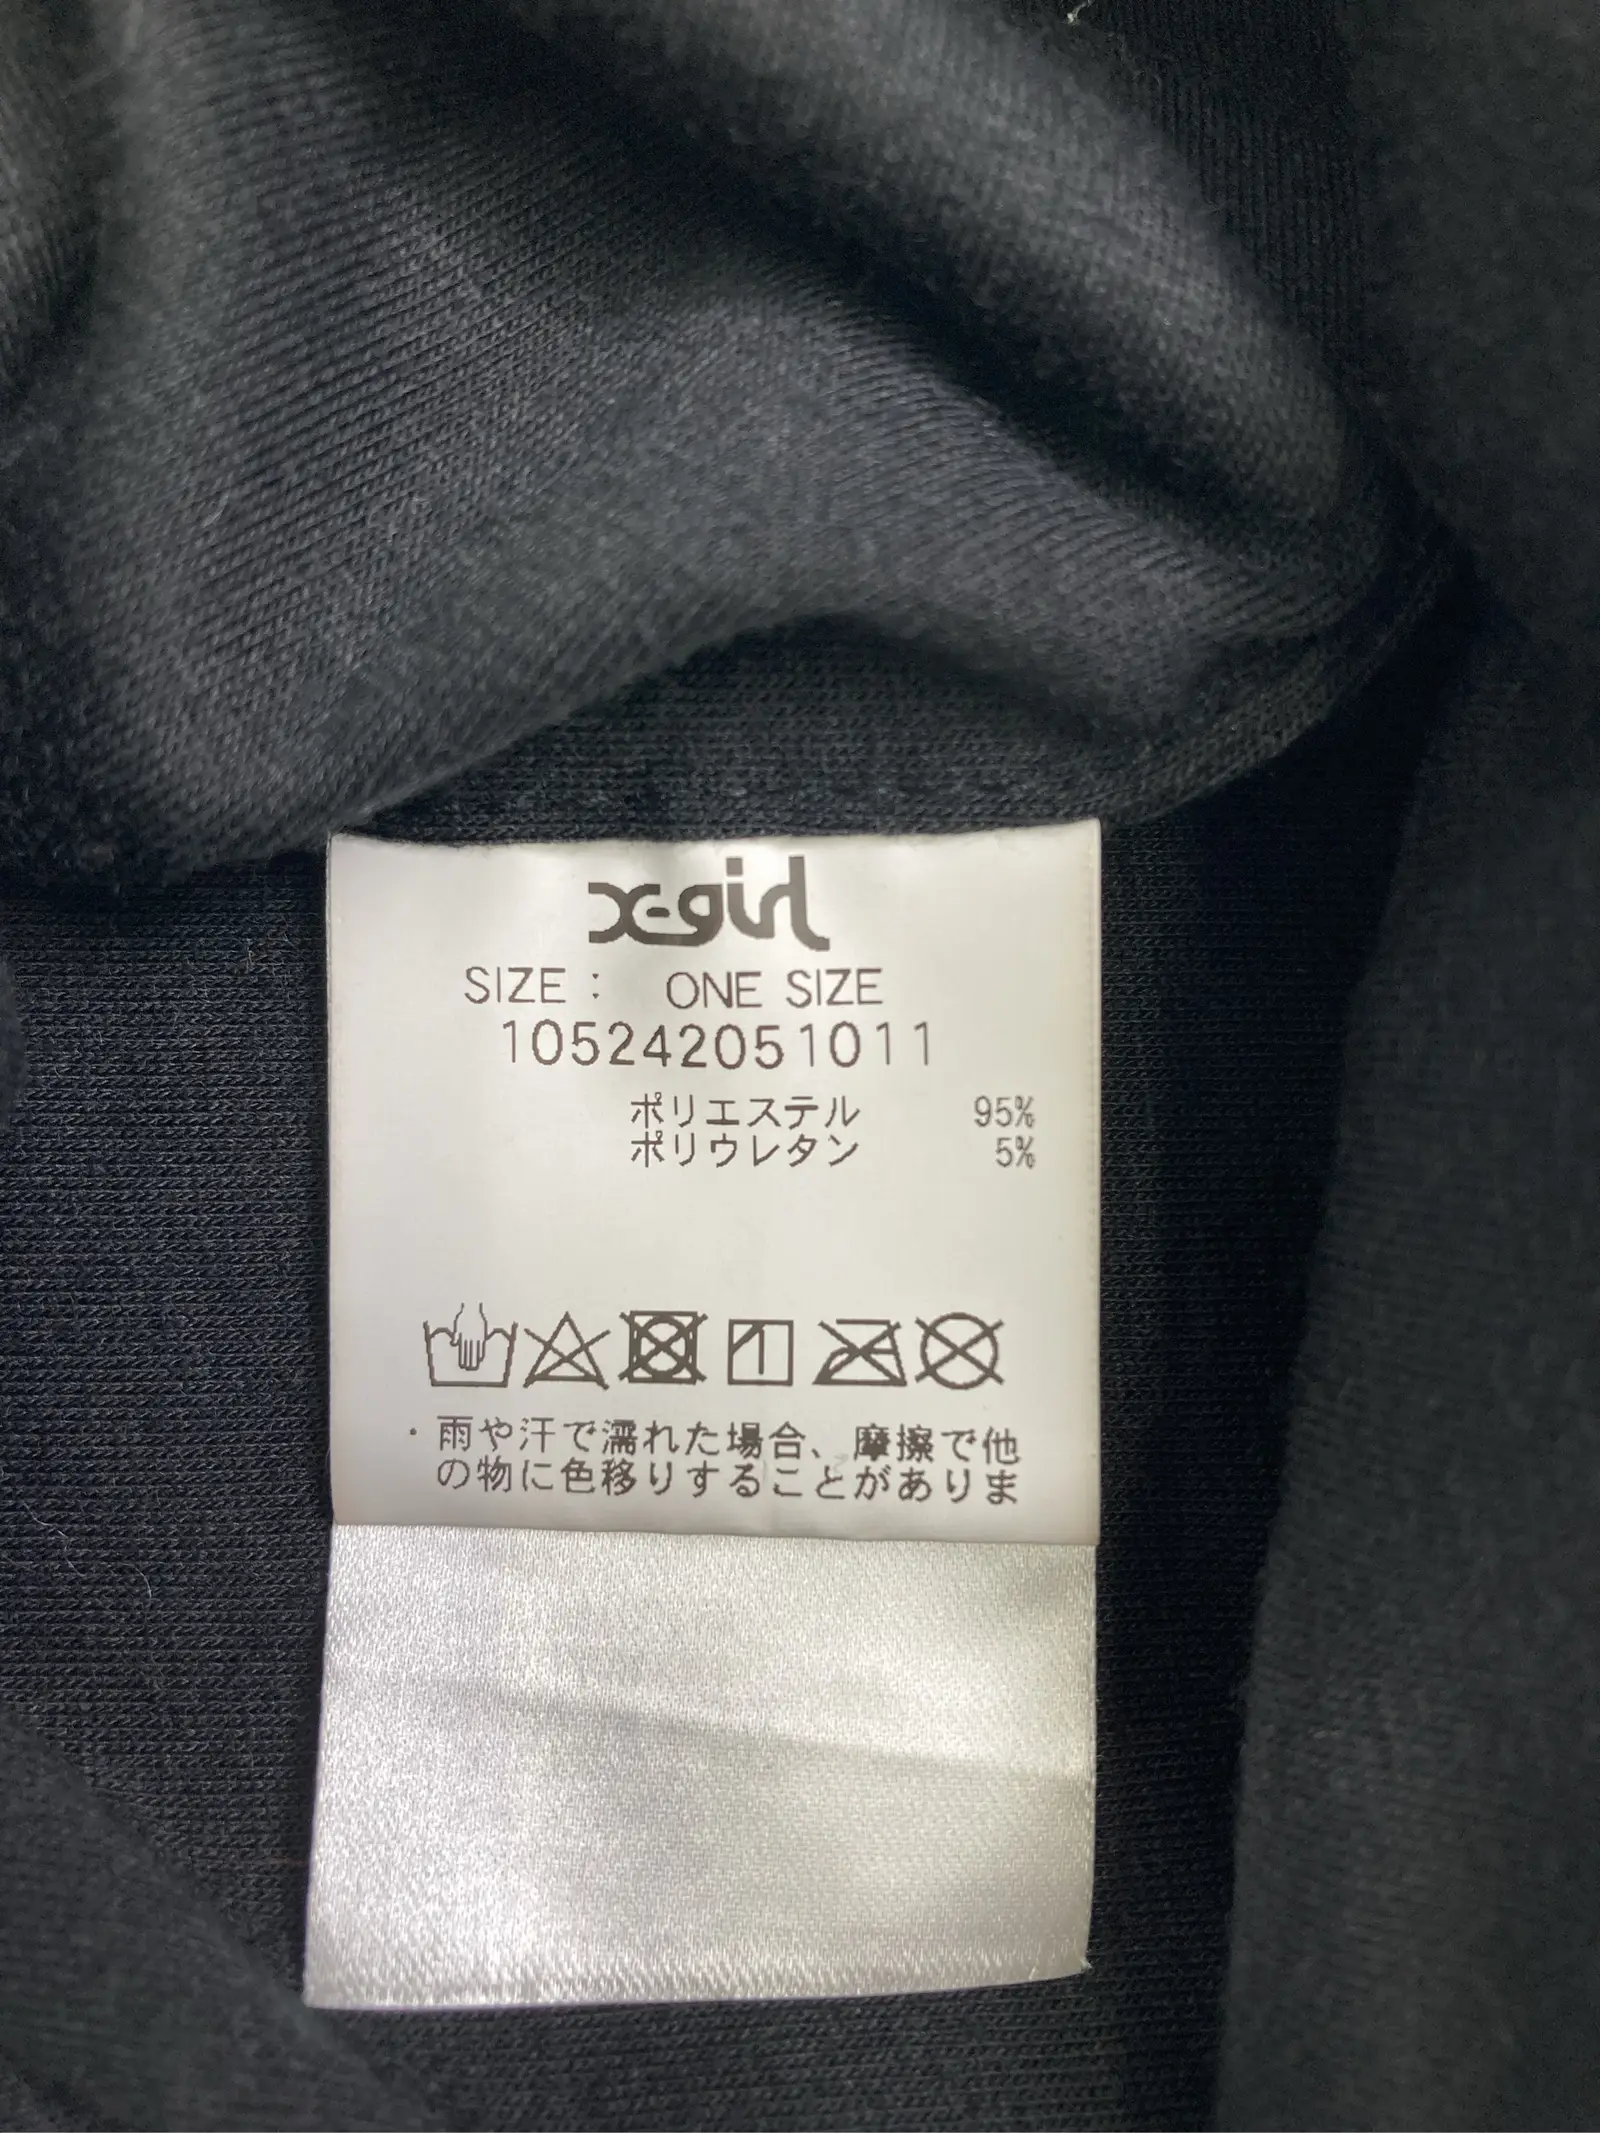 X-girl
SIZE : ONE SIZE
105242051011
ポリエステル 95%
ポリウレタン 5%
・雨や汗で濡れた場合、摩擦で他
の物に色移りすることがありま